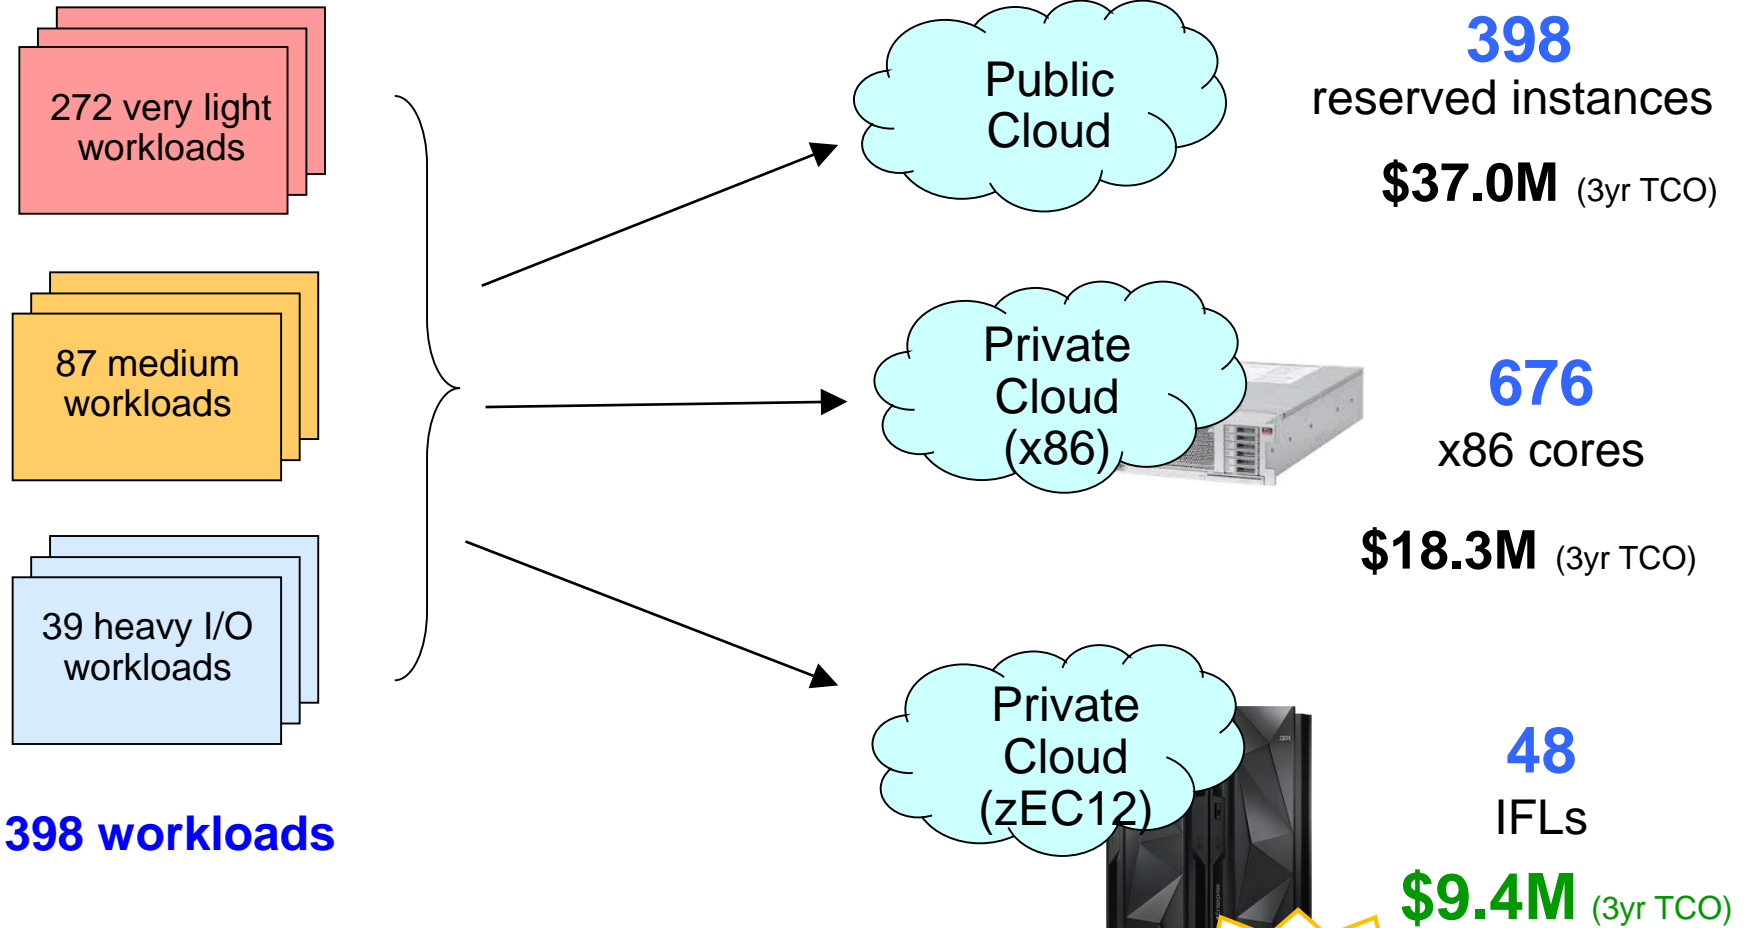 272 very light
workloads
87 medium
workloads
39 heavy I/O
workloads
398 workloads
Public
Cloud
398
reserved instances
$37.0M (3yr TCO)
Private
Cloud
(x86)
676
x86 cores
$18.3M (3yr TCO)
Private
Cloud
(zEC12)
48
IFLs
$9.4M (3yr TCO)